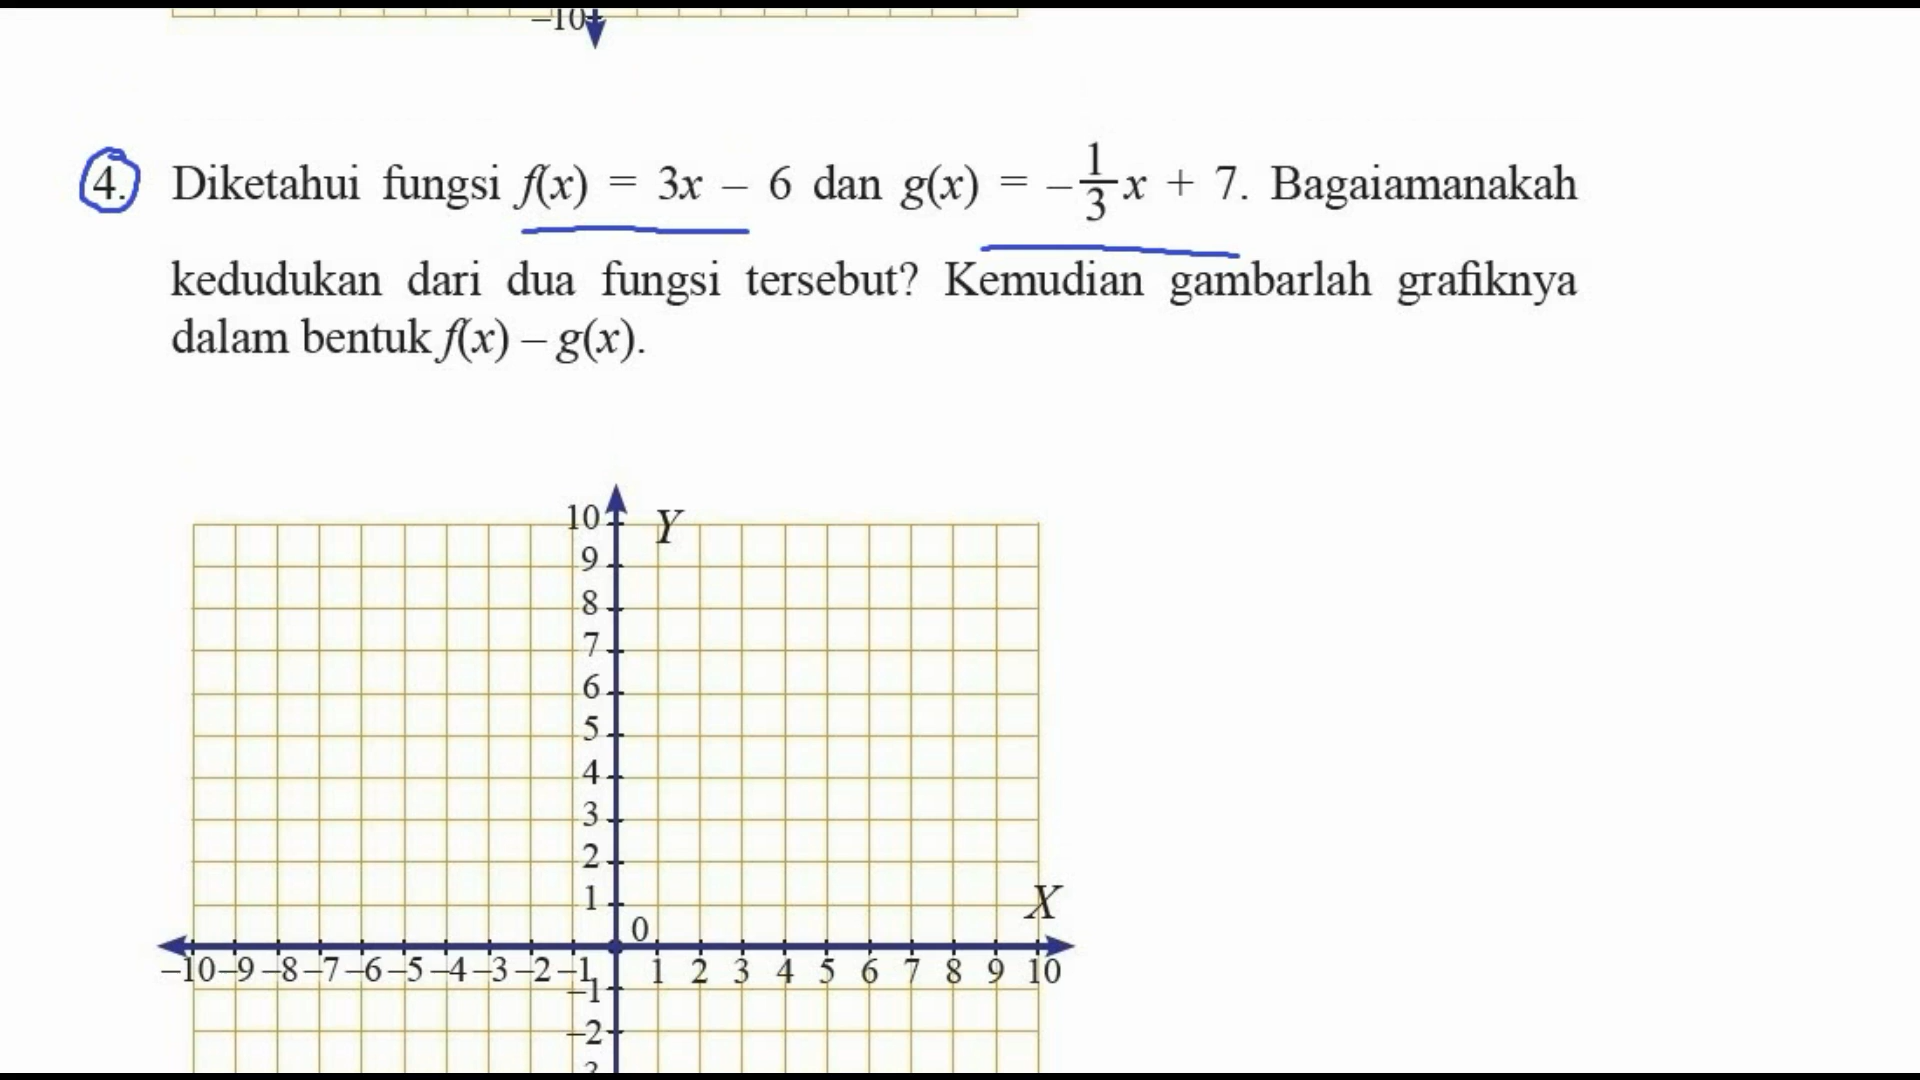 –10
4. Diketahui fungsi f(x) = 3x – 6 dan g(x) = –1/3x + 7. Bagaiamanakah
kedudukan dari dua fungsi tersebut? Kemudian gambarlah grafiknya
dalam bentuk f(x) – g(x).
10 Y
9
8
7
6
5
4
3
2
1 X
0
–10 –9 –8 –7 –6 –5 –4 –3 –2 –1 1 2 3 4 5 6 7 8 9 10
–1
–2